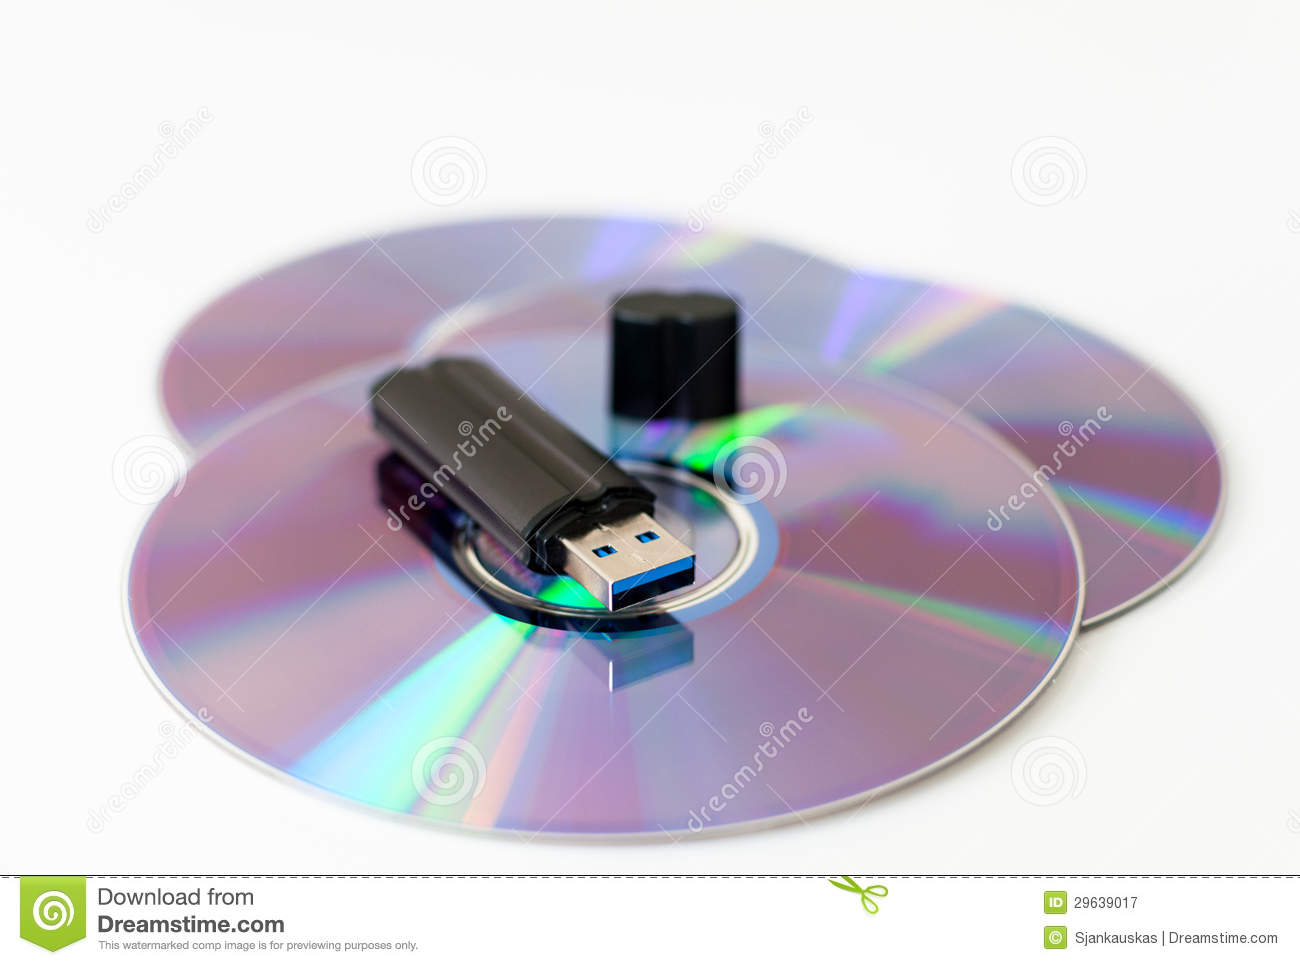 dreamstime
dreamstime
dreamstime
dreamstime
dreamstime
dreamstime
Download from
Dreamstime.com
This watermarked comp image is for previewing purposes only.
ID 29639017
© Sjankauskas | Dreamstime.com